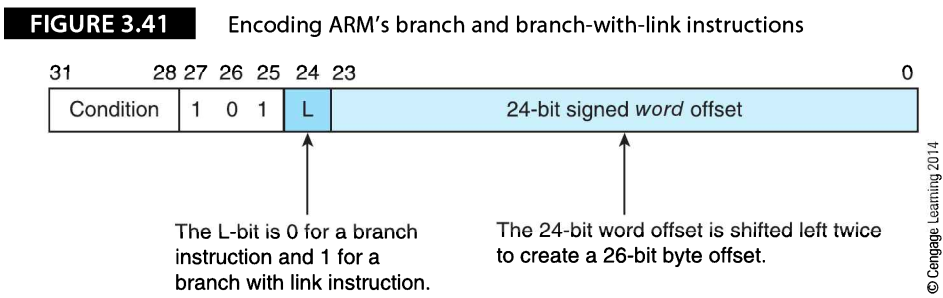 FIGURE 3.41 Encoding ARM's branch and branch-with-link instructions
31 28 27 26 25 24 23 0
Condition 1 0 1 L 24-bit signed word offset
The L-bit is 0 for a branch
instruction and 1 for a
branch with link instruction.
The 24-bit word offset is shifted left twice
to create a 26-bit byte offset.
© Cengage Learning 2014